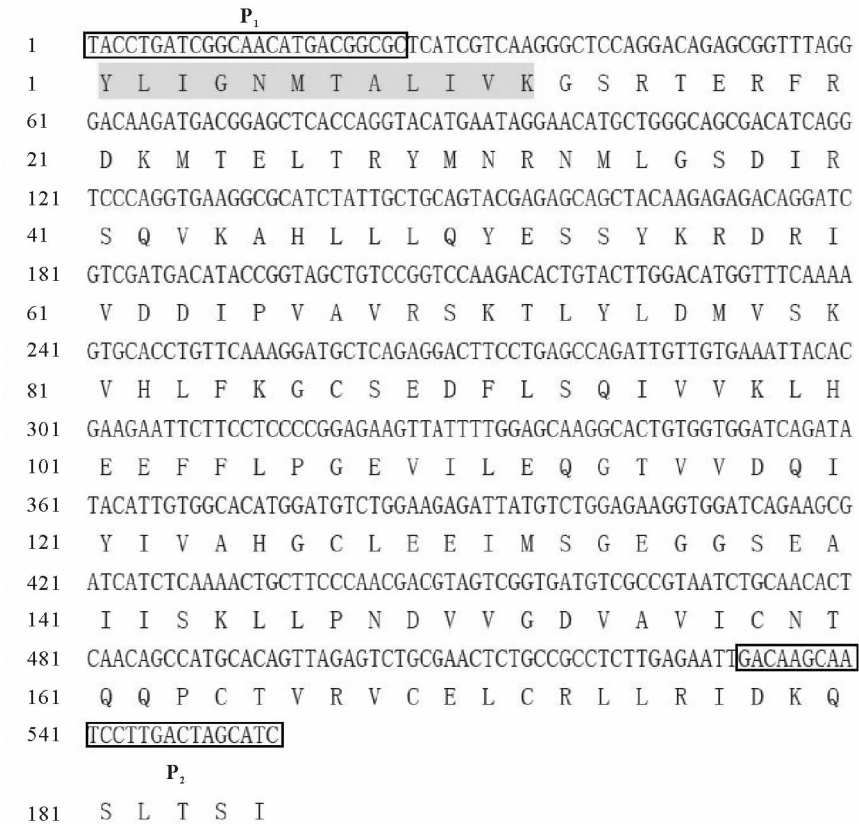 P₁
1 TACCTGATCGGCAACATGACGGCGCTCATCGTCAAGGGCTCCAGGACAGAGCGGTTTAGG
1 Y L I G N M T A L I V K G S R T E R F R
61 GACAAGATGACGGAGCTCACCAGGTACATGAATAGGAACATGCTGGGCAGCGACATCAGG
21 D K M T E L T R Y M N R N M L G S D I R
121 TCCCAGGTGAAGGCGCATCTATTGCTGCAGTACGAGAGCAGCTACAAGAGAGACAGGATC
41 S Q V K A H L L L Q Y E S S Y K R D R I
181 GTCGATGACATACCGGTAGCTGTCCGGTCCAAGACACTGTACTTGGACATGGTTTCAAAA
61 V D D I P V A V R S K T L Y L D M V S K
241 GTGCACCTGTTCAAAGGATGCTCAGAGGACTTCCTGAGCCAGATTGTTGTGAAATTACAC
81 V H L F K G C S E D F L S Q I V V K L H
301 GAAGAATTCTTCCTCCCCGGAGAAGTTATTTTGGAGCAAGGCACTGTGGTGGATCAGATA
101 E E F F L P G E V I L E Q G T V V D Q I
361 TACATTGTGGCACATGGATGTCTGGAAGAGATTATGTCTGGAGAAGGTGGATCAGAAGCG
121 Y I V A H G C L E E I M S G E G G S E A
421 ATCATCTCAAAACTGCTTCCCAACGACGTAGTCGGTGATGTCGCCGTAATCTGCAACACT
141 I I S K L L P N D V V G D V A V I C N T
481 CAACAGCCATGCACAGTTAGAGTCTGCGAACTCTGCCGCCTCTTGAGAATTGACAAGCAA
161 Q Q P C T V R V C E L C R L L R I D K Q
541 TCCTTGACTAGCATC
P₂
181 S L T S I